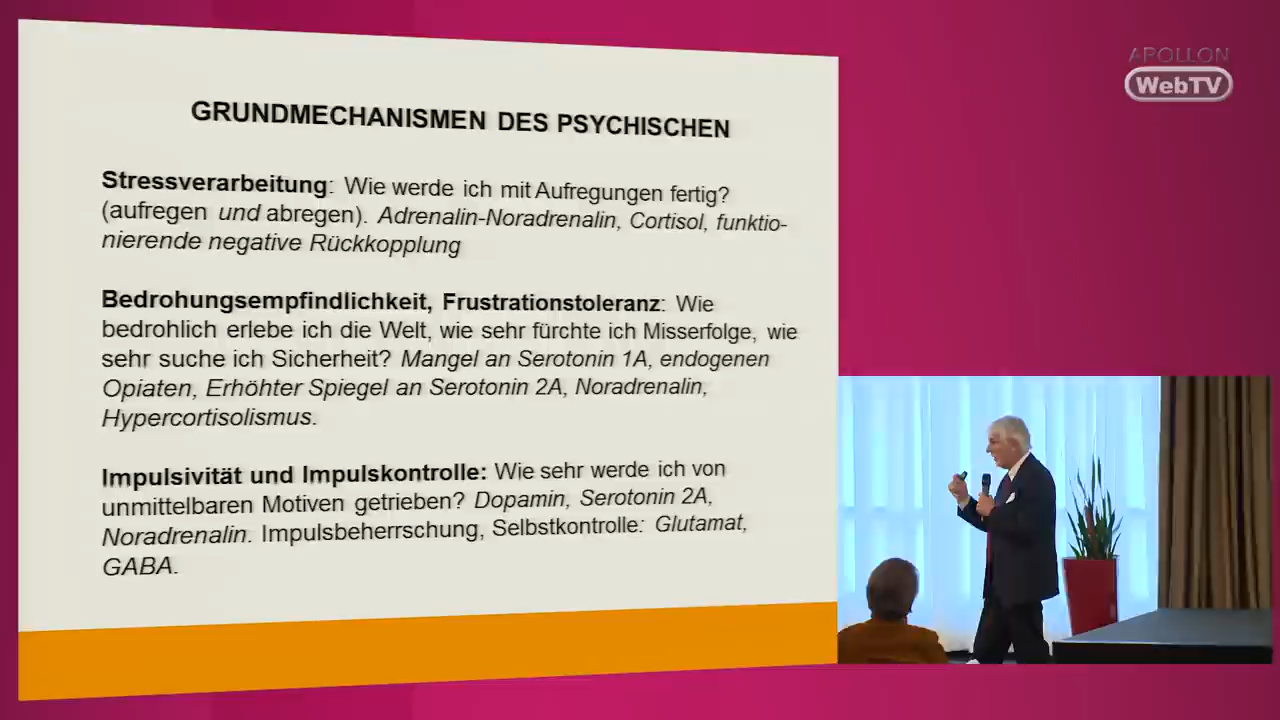 GRUNDMECHANISMEN DES PSYCHISCHEN
Stressverarbeitung: Wie werde ich mit Aufregungen fertig?
(aufregen und abregen). Adrenalin-Noradrenalin, Cortisol, funktio-
nierende negative Rückkopplung
Bedrohungsempfindlichkeit, Frustrationstoleranz: Wie
bedrohlich erlebe ich die Welt, wie sehr fürchte ich Misserfolge, wie
sehr suche ich Sicherheit? Mangel an Serotonin 1A, endogenen
Opiaten, Erhöhter Spiegel an Serotonin 2A, Noradrenalin,
Hypercortisolismus.
Impulsivität und Impulskontrolle: Wie sehr werde ich von
unmittelbaren Motiven getrieben? Dopamin, Serotonin 2A,
Noradrenalin. Impulsbeherrschung, Selbstkontrolle: Glutamat,
GABA.
APOLLON
WebTV